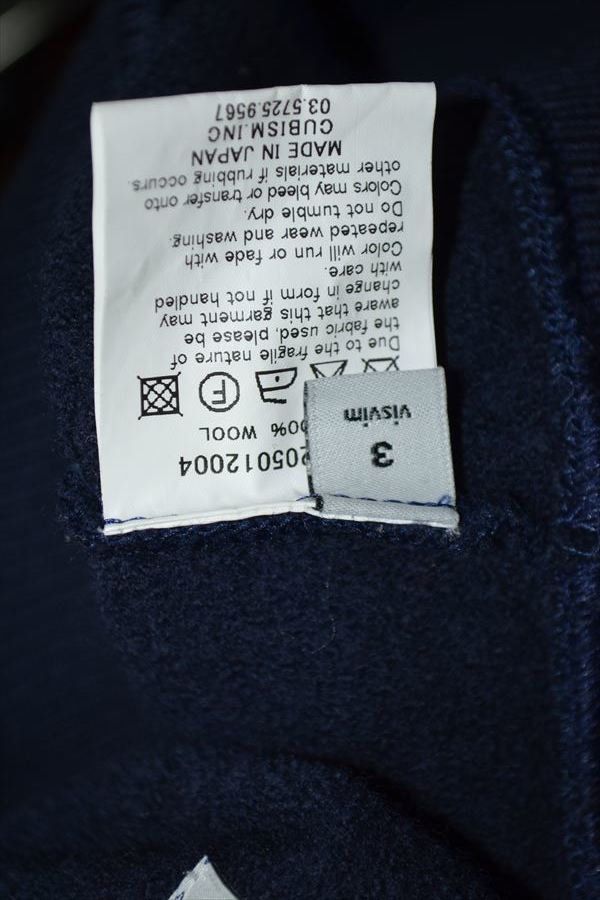 3
visvim
205012004
00% WOOL
F
Due to the fragile nature of
the fabric used, please be
aware that this garment may
change in form if not handled
with care.
Color will run or fade with
repeated wear and washing.
Do not tumble dry.
Colors may bleed or transfer onto
other materials if rubbing occurs.
MADE IN JAPAN
CUBISM.INC
03.5725.9567